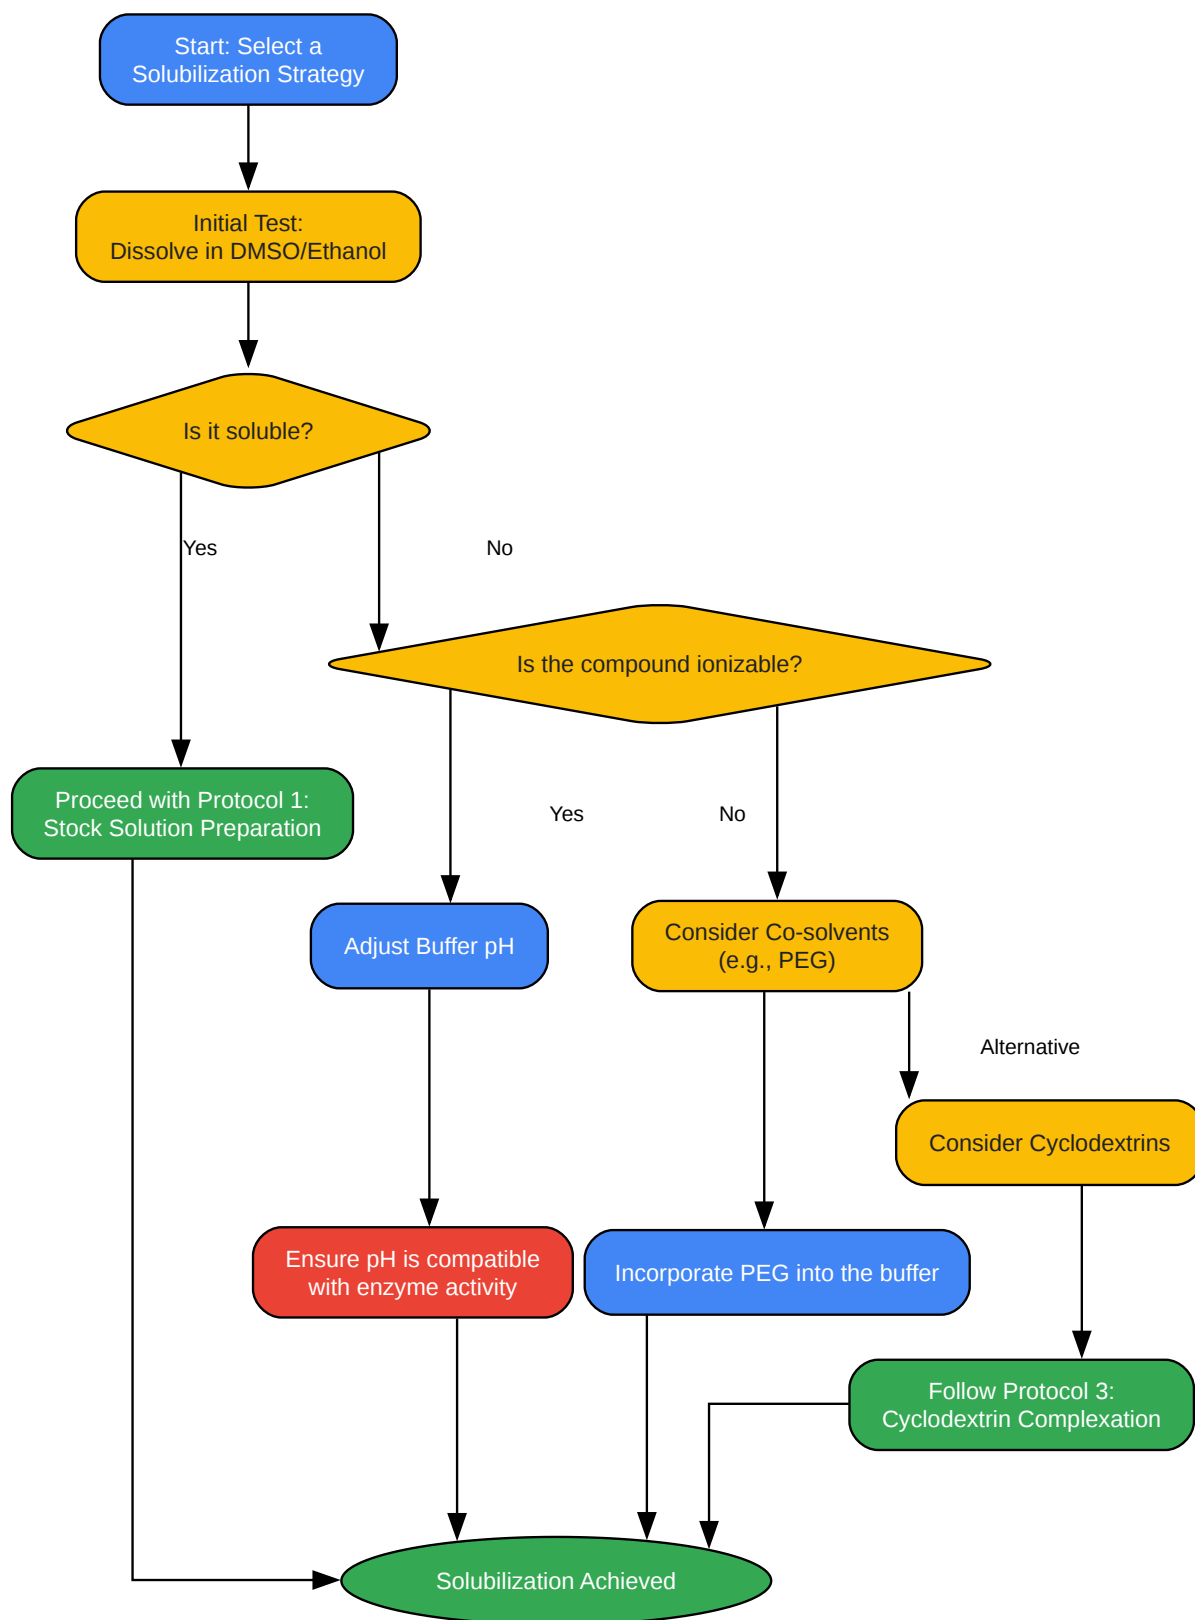 Start: Select a
Solubilization Strategy
Initial Test:
Dissolve in DMSO/Ethanol
Is it soluble?
Yes
No
Is the compound ionizable?
Proceed with Protocol 1:
Stock Solution Preparation
Yes
No
Adjust Buffer pH
Consider Co-solvents
(e.g., PEG)
Alternative
Consider Cyclodextrins
Ensure pH is compatible
with enzyme activity
Incorporate PEG into the buffer
Follow Protocol 3:
Cyclodextrin Complexation
Solubilization Achieved